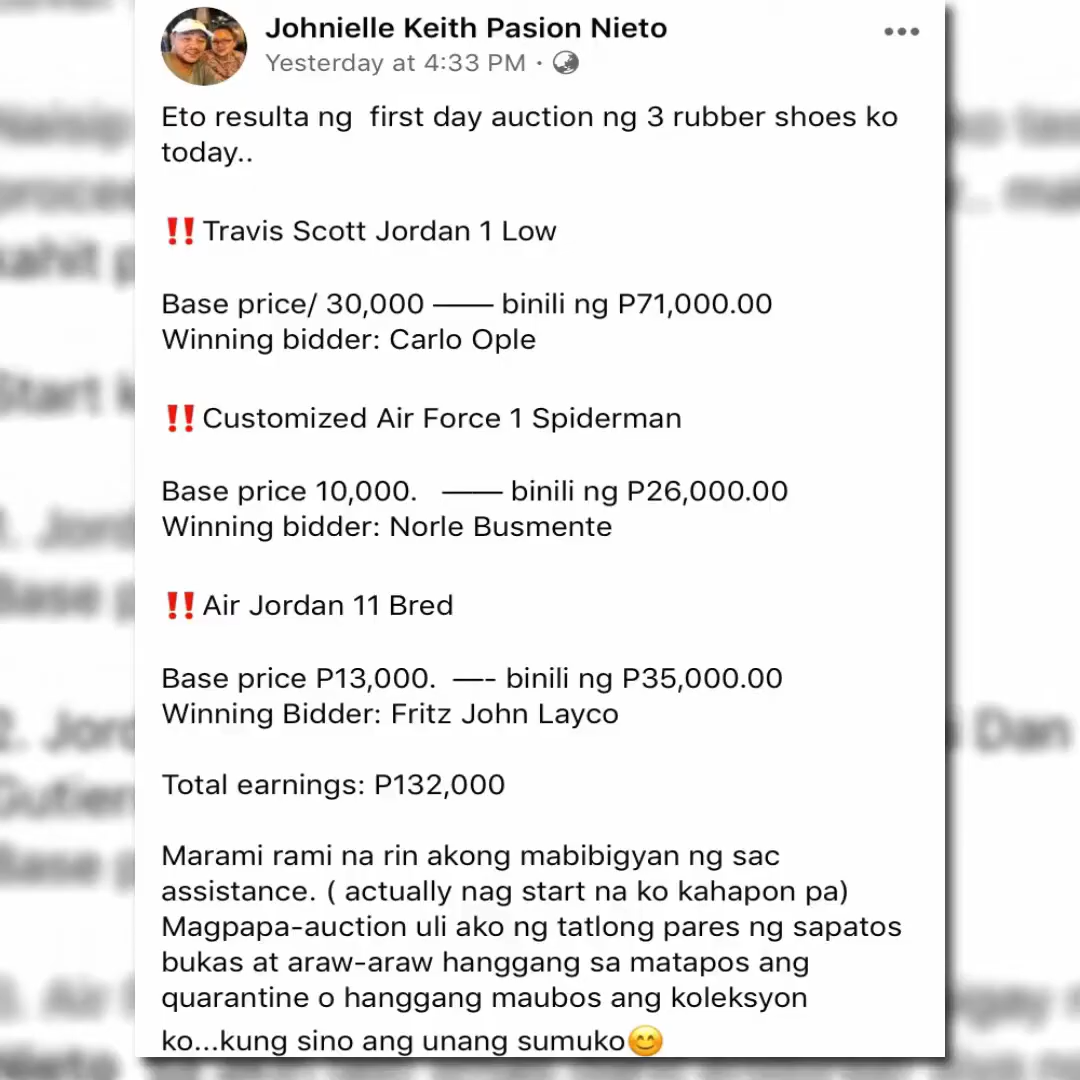 Johnielle Keith Pasion Nieto
Yesterday at 4:33 PM ·
Eto resulta ng first day auction ng 3 rubber shoes ko
today..
‼️Travis Scott Jordan 1 Low
Base price/ 30,000 —— binili ng P71,000.00
Winning bidder: Carlo Ople
‼️Customized Air Force 1 Spiderman
Base price 10,000. —— binili ng P26,000.00
Winning bidder: Norle Busmente
‼️Air Jordan 11 Bred
Base price P13,000. —- binili ng P35,000.00
Winning Bidder: Fritz John Layco
Total earnings: P132,000
Marami rami na rin akong mabibigyan ng sac
assistance. ( actually nag start na ko kahapon pa)
Magpapa-auction uli ako ng tatlong pares ng sapatos
bukas at araw-araw hanggang sa matapos ang
quarantine o hanggang maubos ang koleksyon
ko...kung sino ang unang sumuko😊